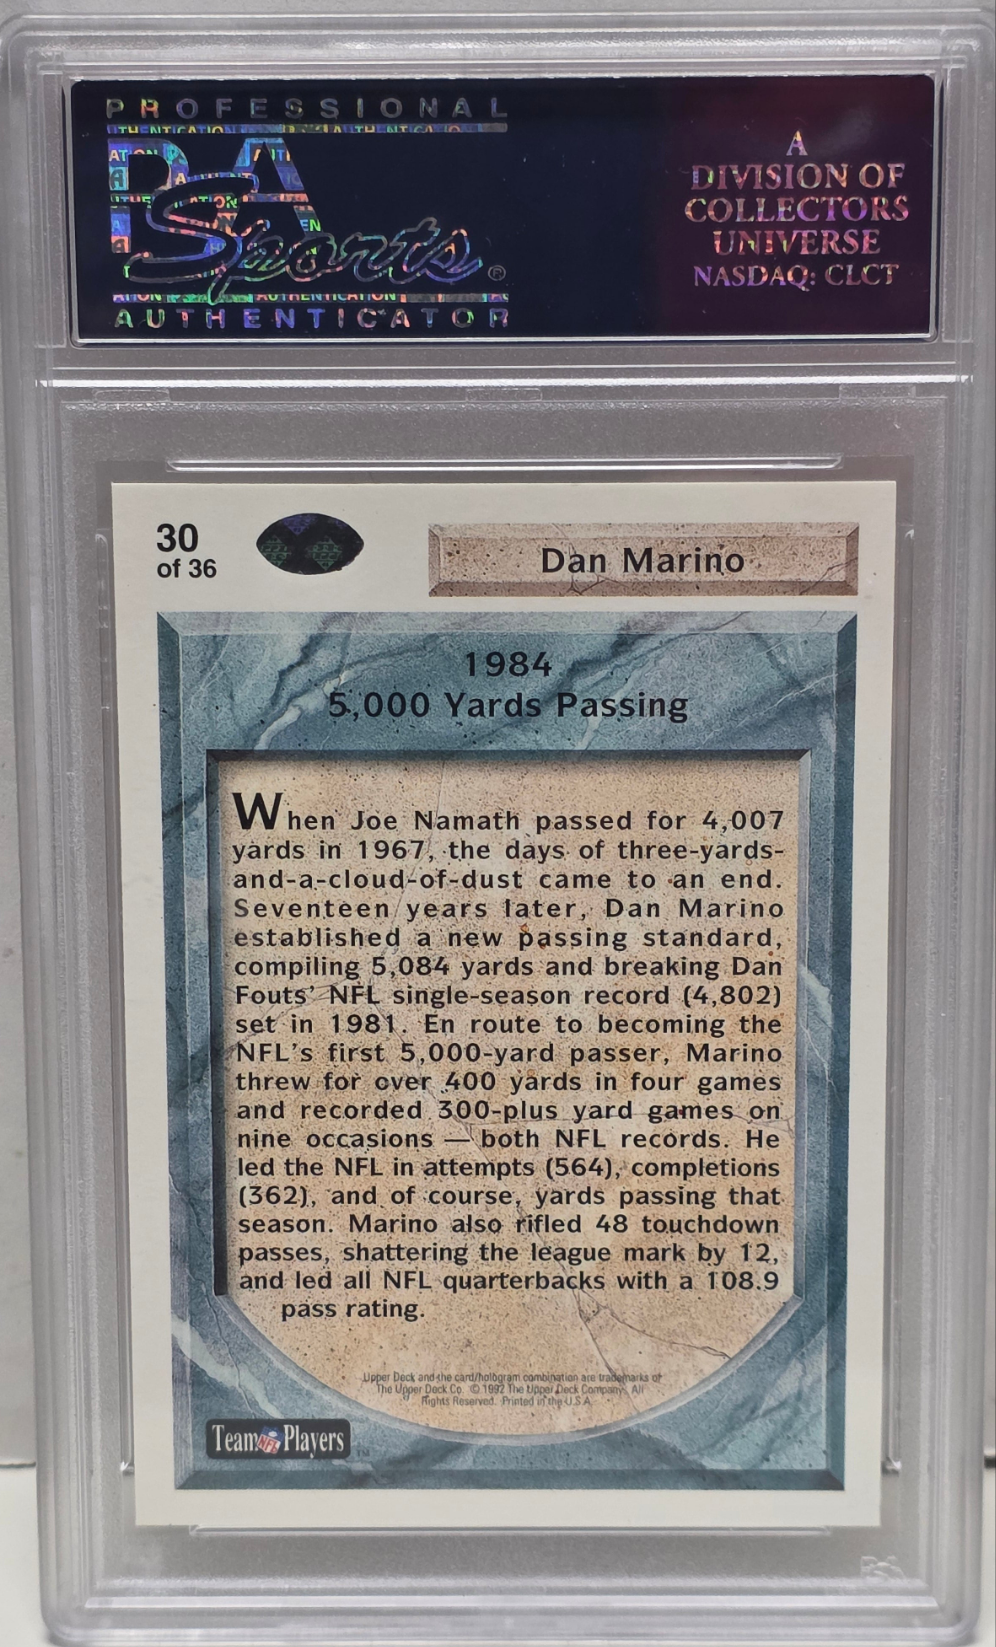 PROFESSIONAL
PSA
Sports®
AUTHENTICATOR
A
DIVISION OF
COLLECTORS
UNIVERSE
NASDAQ: CLCT
30
of 36
Dan Marino
1984
5,000 Yards Passing
When Joe Namath passed for 4,007
yards in 1967, the days of three-yards-
and-a-cloud-of-dust came to an end.
Seventeen years later, Dan Marino
established a new passing standard,
compiling 5,084 yards and breaking Dan
Fouts' NFL single-season record (4,802)
set in 1981. En route to becoming the
NFL's first 5,000-yard passer, Marino
threw for over 400 yards in four games
and recorded 300-plus yard games on
nine occasions — both NFL records. He
led the NFL in attempts (564), completions
(362), and of course, yards passing that
season. Marino also rifled 48 touchdown
passes, shattering the league mark by 12,
and led all NFL quarterbacks with a 108.9
pass rating.
Upper Deck and the card/hologram combination are trademarks of
The Upper Deck Co. © 1992 The Upper Deck Company. All
Rights Reserved. Printed in the U.S.A.
Team NFL Players TM